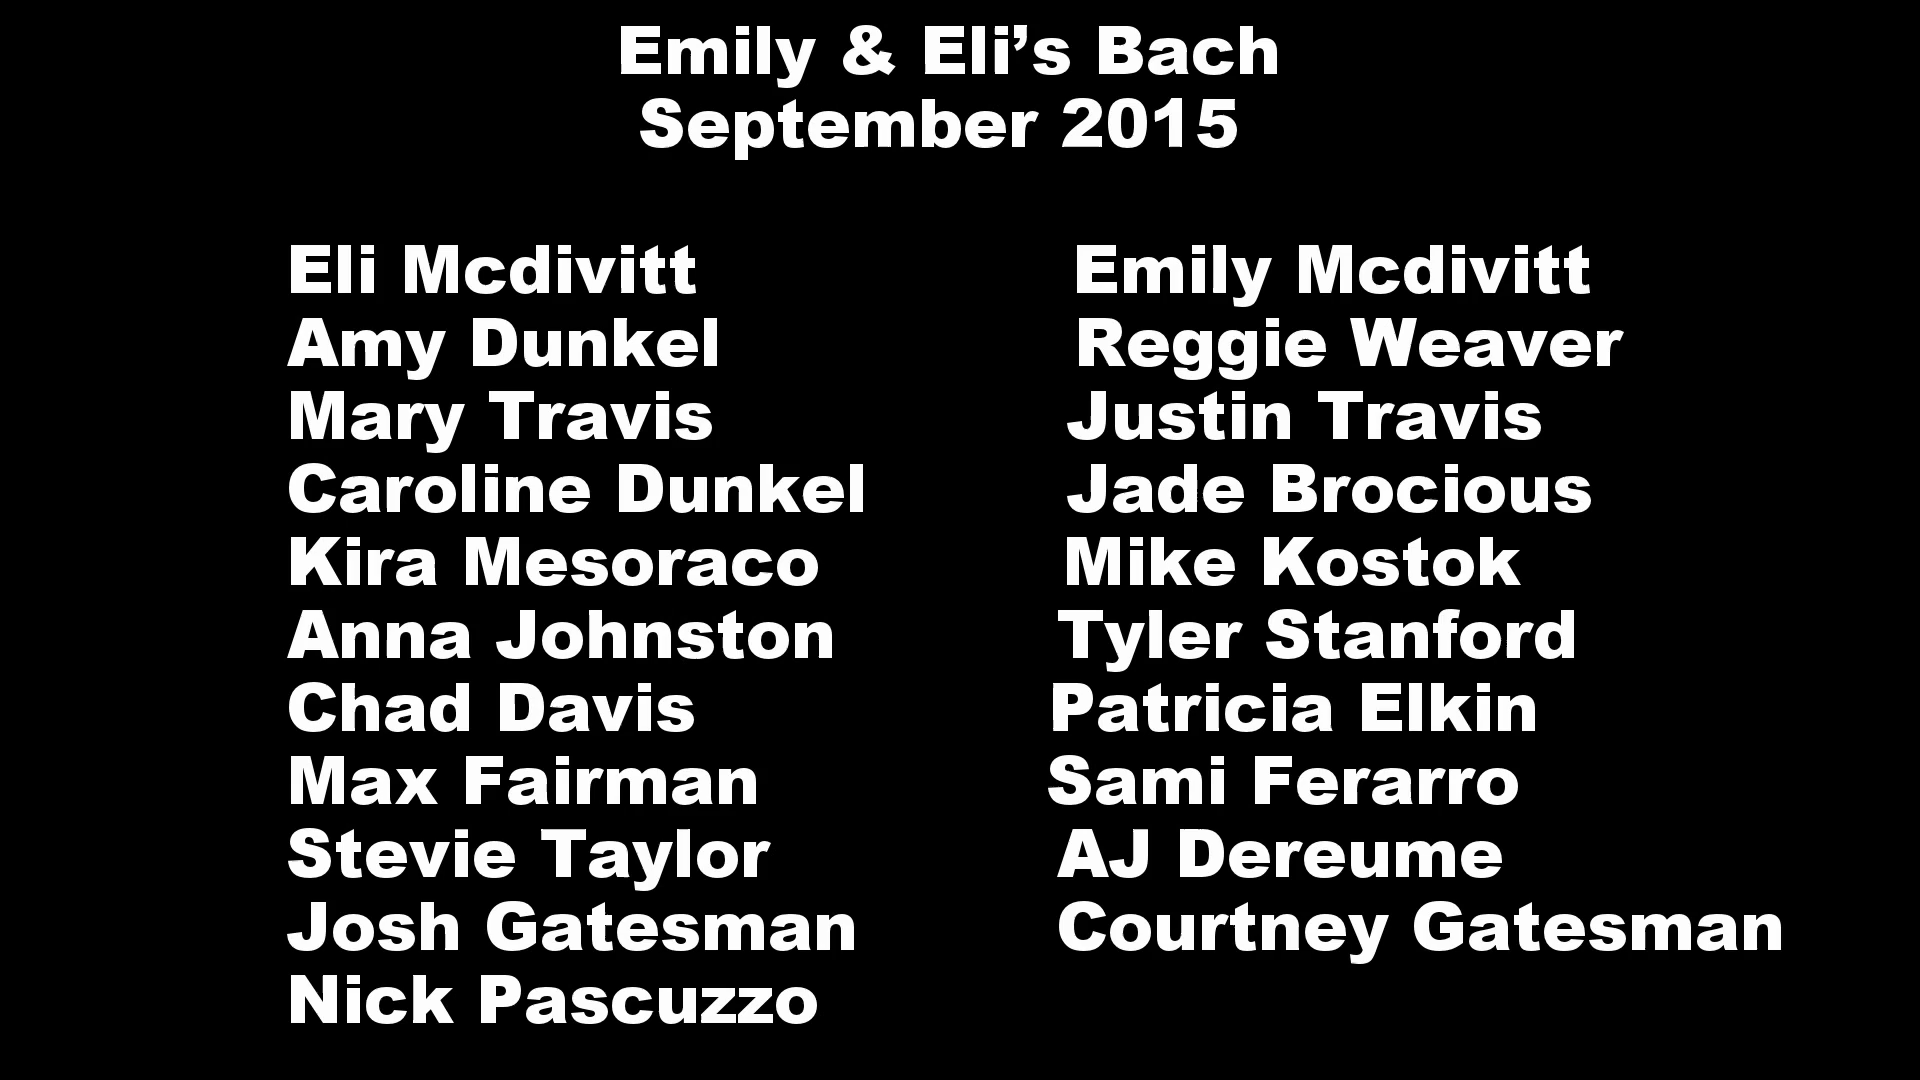 Emily & Eli’s Bach
September 2015
Eli Mcdivitt Emily Mcdivitt
Amy Dunkel Reggie Weaver
Mary Travis Justin Travis
Caroline Dunkel Jade Brocious
Kira Mesoraco Mike Kostok
Anna Johnston Tyler Stanford
Chad Davis Patricia Elkin
Max Fairman Sami Ferarro
Stevie Taylor AJ Dereume
Josh Gatesman Courtney Gatesman
Nick Pascuzzo